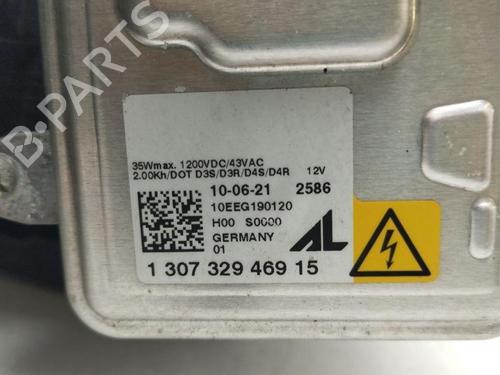 B-PARTS
35Wmax. 1200VDC/43VAC
2.00Kh/DOT D3S/D3R/D4S/D4R 12V
10-06-21 2586
10EEG190120
H00 S0000
GERMANY
01
AL
1 307 329 469 15